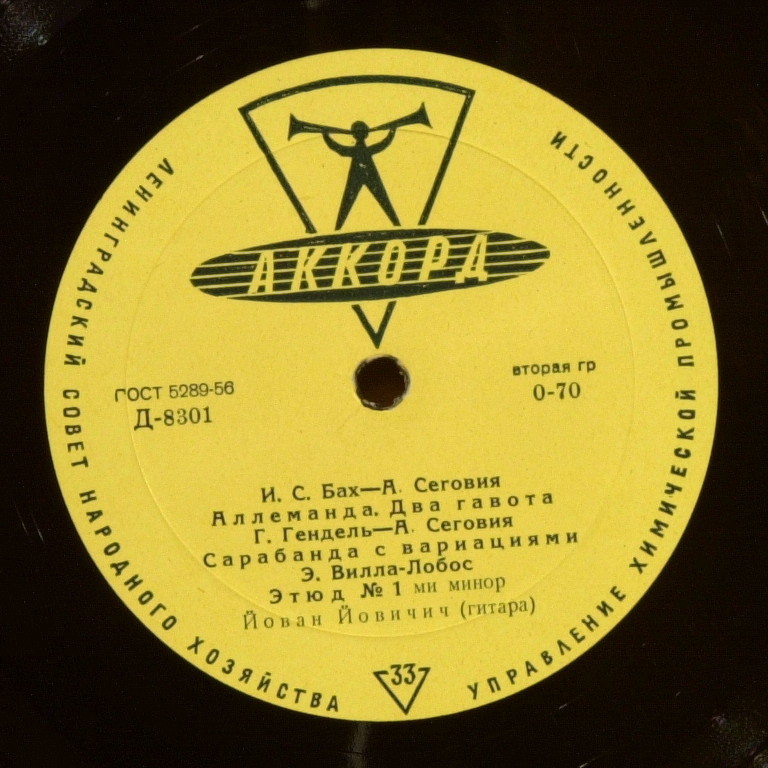 ЛЕНИНГРАДСКИЙ СОВЕТ НАРОДНОГО ХОЗЯЙСТВА
УПРАВЛЕНИЕ ХИМИЧЕСКОЙ ПРОМЫШЛЕННОСТИ
АККОРД
ГОСТ 5289-56
Д-8301
вторая гр
0-70
И. С. Бах—А. Сеговия
Аллеманда. Два гавота
Г. Гендель—А. Сеговия
Сарабанда с вариациями
Э. Вилла-Лобос
Этюд № 1 ми минор
Йован Йовичич (гитара)
33